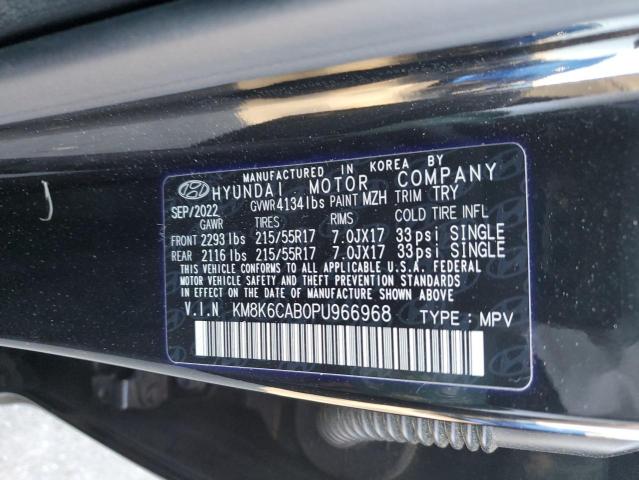 MANUFACTURED IN KOREA BY
HYUNDAI MOTOR COMPANY
SEP/2022 GVWR 4134 lbs PAINT MZH TRIM TRY
GAWR TIRES RIMS COLD TIRE INFL
FRONT 2293 lbs 215/55R17 7.0JX17 33psi SINGLE
REAR 2116 lbs 215/55R17 7.0JX17 33psi SINGLE
THIS VEHICLE CONFORMS TO ALL APPLICABLE U.S.A. FEDERAL
MOTOR VEHICLE SAFETY, BUMPER, AND THEFT PREVENTION STANDARDS
IN EFFECT ON THE DATE OF MANUFACTURE SHOWN ABOVE.
V.I.N KM8K6CAB0PU966968 TYPE : MPV